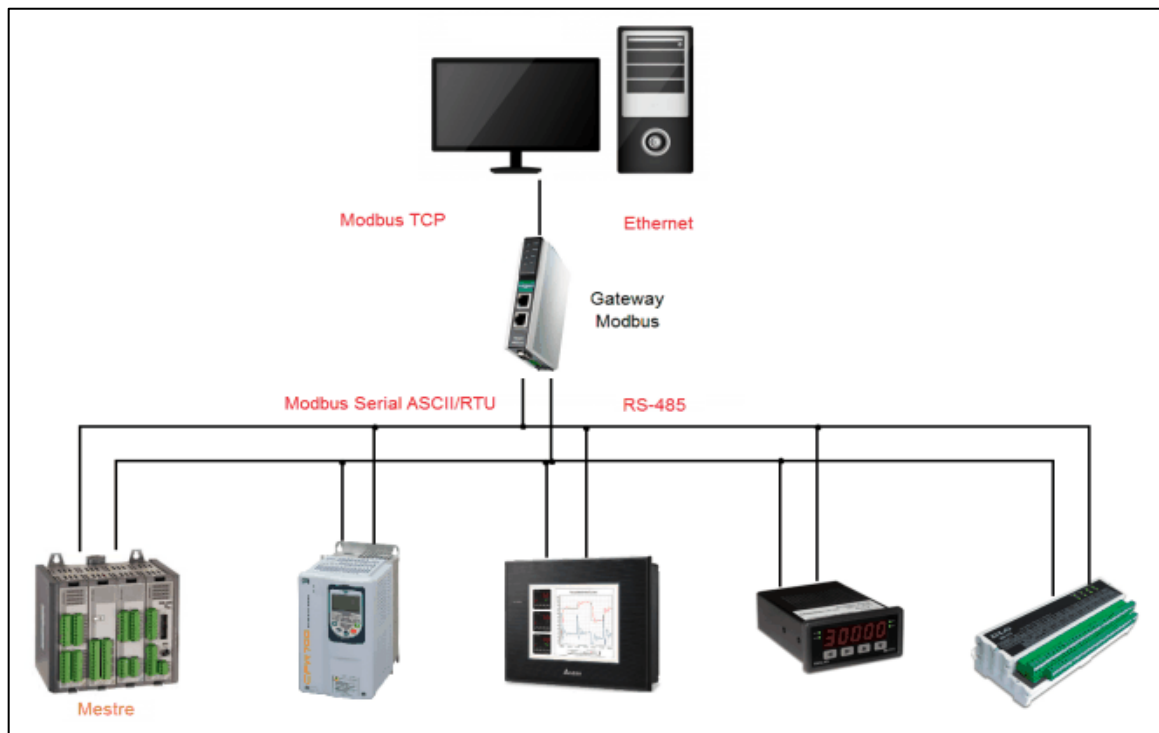 Modbus TCP
Ethernet
Gateway
Modbus
Modbus Serial ASCII/RTU
RS-485
30000
Mestre